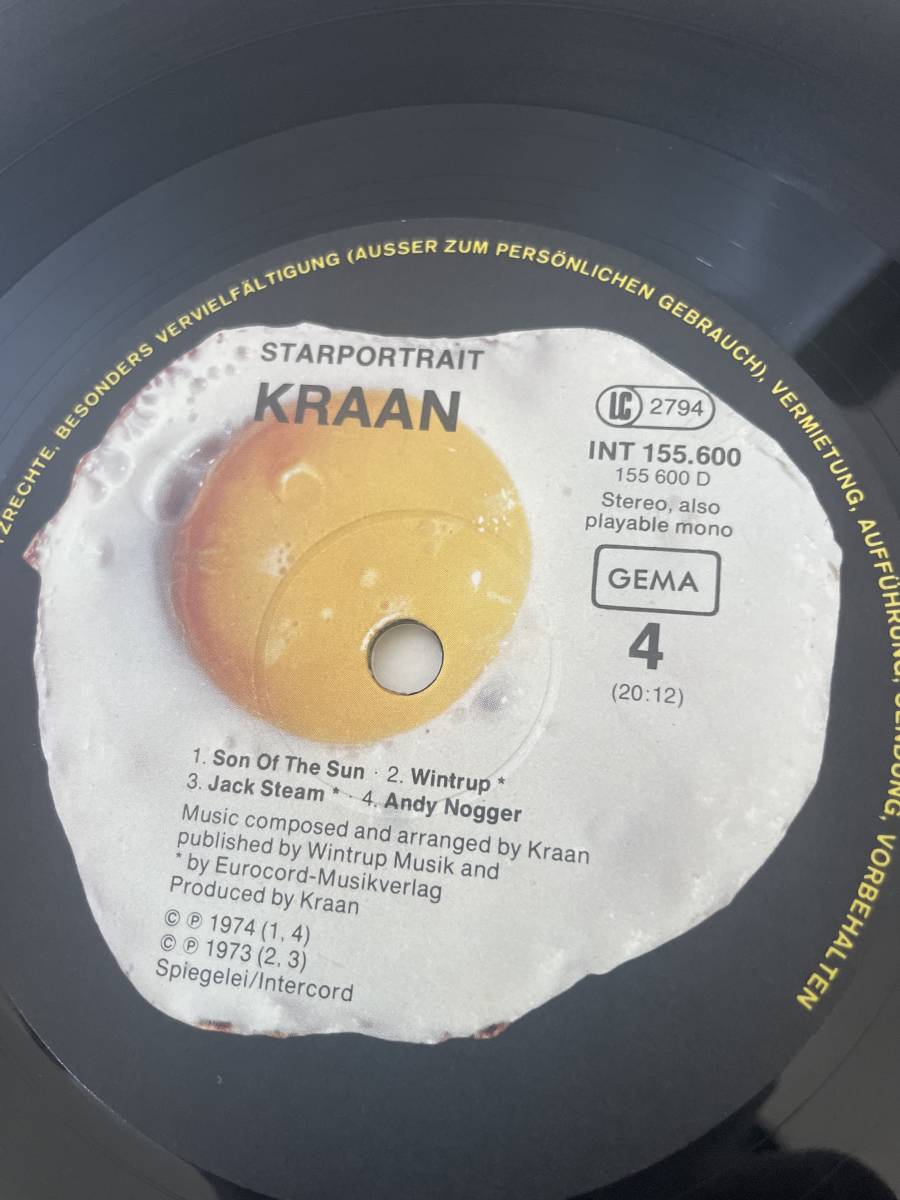 TZRECHTE, BESONDERS VERVIELFÄLTIGUNG (AUSSER ZUM PERSÖNLICHEN GEBRAUCH), VERMIETUNG, AUFFÜHRUNG, SENDUNG, VORBEHALTEN
STARPORTRAIT
KRAAN
LC 2794
INT 155.600
155 600 D
Stereo, also
playable mono
GEMA
4
(20:12)
1. Son Of The Sun · 2. Wintrup *
3. Jack Steam * · 4. Andy Nogger
Music composed and arranged by Kraan
published by Wintrup Musik and
* by Eurocord-Musikverlag
Produced by Kraan
© ℗ 1974 (1, 4)
© ℗ 1973 (2, 3)
Spiegelei/Intercord